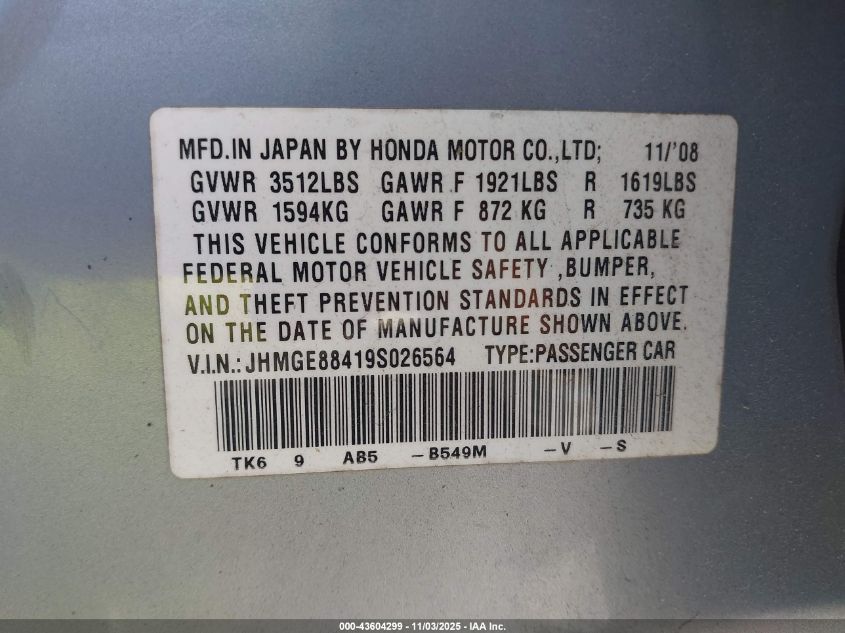 MFD.IN JAPAN BY HONDA MOTOR CO.,LTD; 11/'08
GVWR 3512LBS GAWR F 1921LBS R 1619LBS
GVWR 1594KG GAWR F 872 KG R 735 KG
THIS VEHICLE CONFORMS TO ALL APPLICABLE
FEDERAL MOTOR VEHICLE SAFETY ,BUMPER,
AND THEFT PREVENTION STANDARDS IN EFFECT
ON THE DATE OF MANUFACTURE SHOWN ABOVE.
V.I.N.:JHMGE88419S026564 TYPE:PASSENGER CAR
TK6 9 AB5 -B549M -V -S
000-43604299 - 11/03/2025 - IAA Inc.